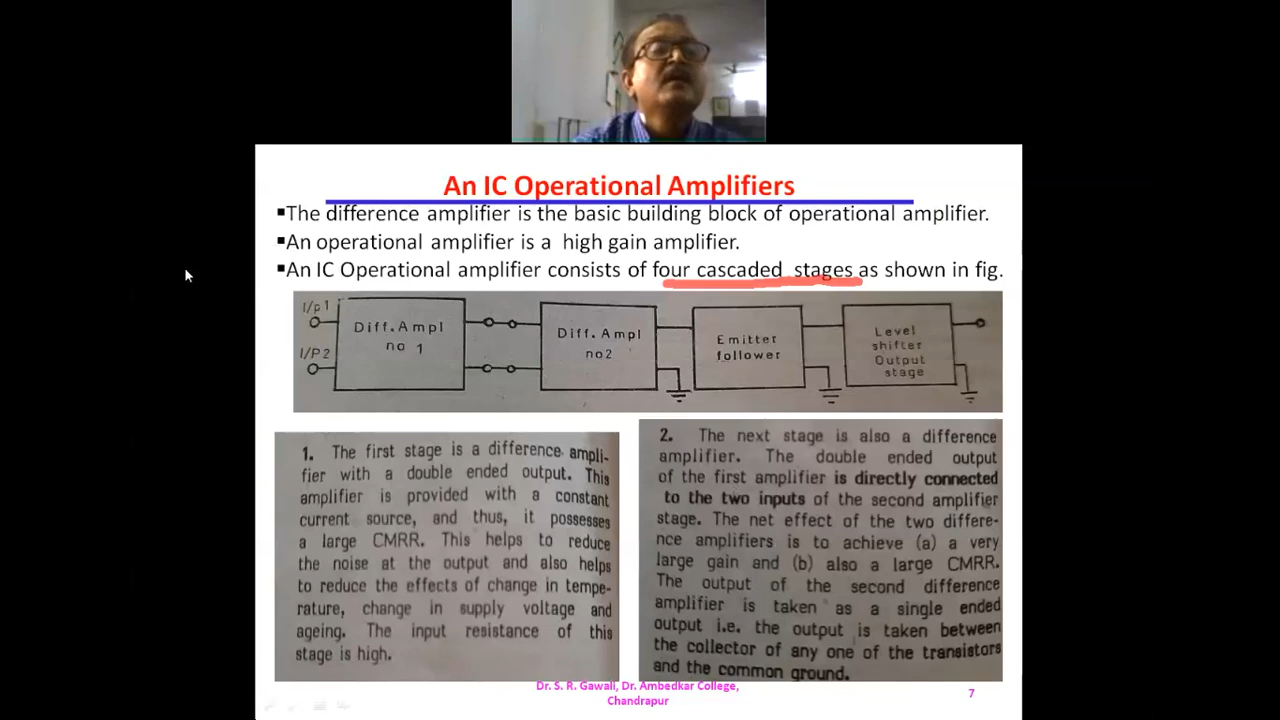 An IC Operational Amplifiers
▪The difference amplifier is the basic building block of operational amplifier.
▪An operational amplifier is a high gain amplifier.
▪An IC Operational amplifier consists of four cascaded stages as shown in fig.
I/p1
I/P2
Diff. Ampl
no 1
Diff. Ampl
no2
Emitter
follower
Level
shifter
Output
stage
1. The first stage is a difference ampli-
fier with a double ended output. This
amplifier is provided with a constant
current source, and thus, it possesses
a large CMRR. This helps to reduce
the noise at the output and also helps
to reduce the effects of change in tempe-
rature, change in supply voltage and
ageing. The input resistance of this
stage is high.
2. The next stage is also a difference
amplifier. The double ended output
of the first amplifier is directly connected
to the two inputs of the second amplifier
stage. The net effect of the two differe-
nce amplifiers is to achieve (a) a very
large gain and (b) also a large CMRR.
The output of the second difference
amplifier is taken as a single ended
output i.e. the output is taken between
the collector of any one of the transistors
and the common ground.
Dr. S. R. Gawali, Dr. Ambedkar College,
Chandrapur
7